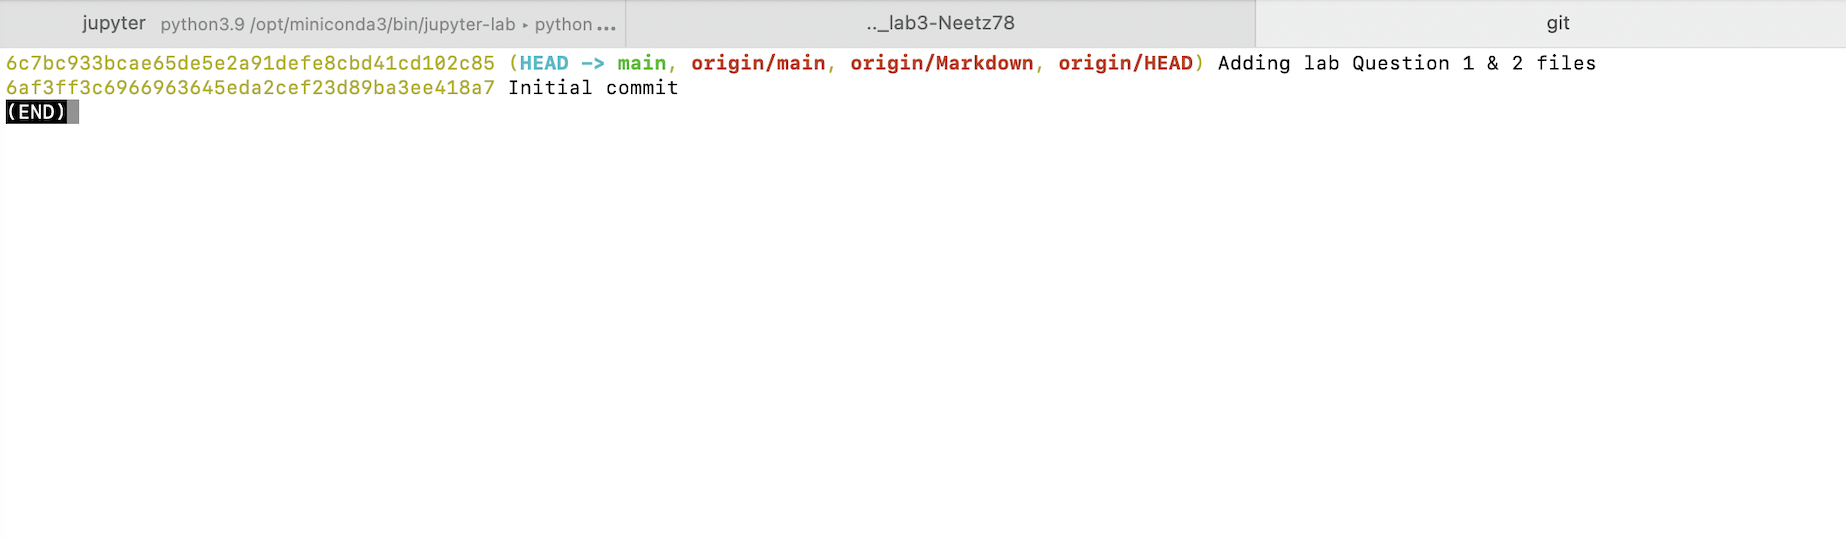 jupyter python3.9 /opt/miniconda3/bin/jupyter-lab ▸ python ... .._lab3-Neetz78 git
6c7bc933bcae65de5e2a91defe8cbd41cd102c85 (HEAD -> main, origin/main, origin/Markdown, origin/HEAD) Adding lab Question 1 & 2 files
6af3ff3c6966963645eda2cef23d89ba3ee418a7 Initial commit
(END)